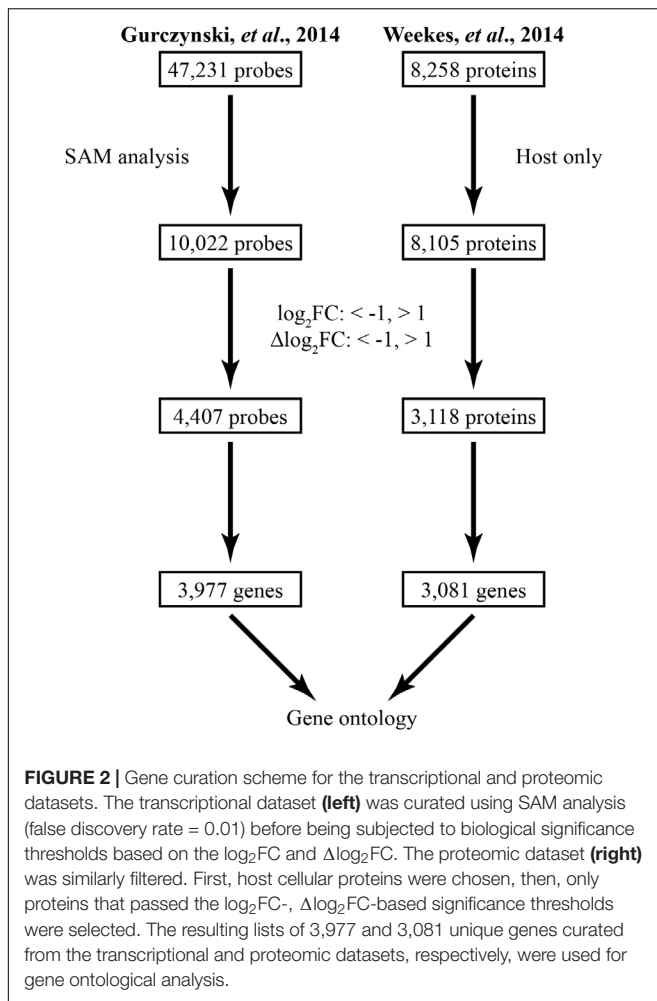 Gurczynski, et al., 2014 Weekes, et al., 2014
47,231 probes 8,258 proteins
SAM analysis Host only
10,022 probes 8,105 proteins
log₂FC: < -1, > 1
Δlog₂FC: < -1, > 1
4,407 probes 3,118 proteins
3,977 genes 3,081 genes
Gene ontology
FIGURE 2 | Gene curation scheme for the transcriptional and proteomic
datasets. The transcriptional dataset (left) was curated using SAM analysis
(false discovery rate = 0.01) before being subjected to biological significance
thresholds based on the log₂FC and Δlog₂FC. The proteomic dataset (right)
was similarly filtered. First, host cellular proteins were chosen, then, only
proteins that passed the log₂FC-, Δlog₂FC-based significance thresholds
were selected. The resulting lists of 3,977 and 3,081 unique genes curated
from the transcriptional and proteomic datasets, respectively, were used for
gene ontological analysis.